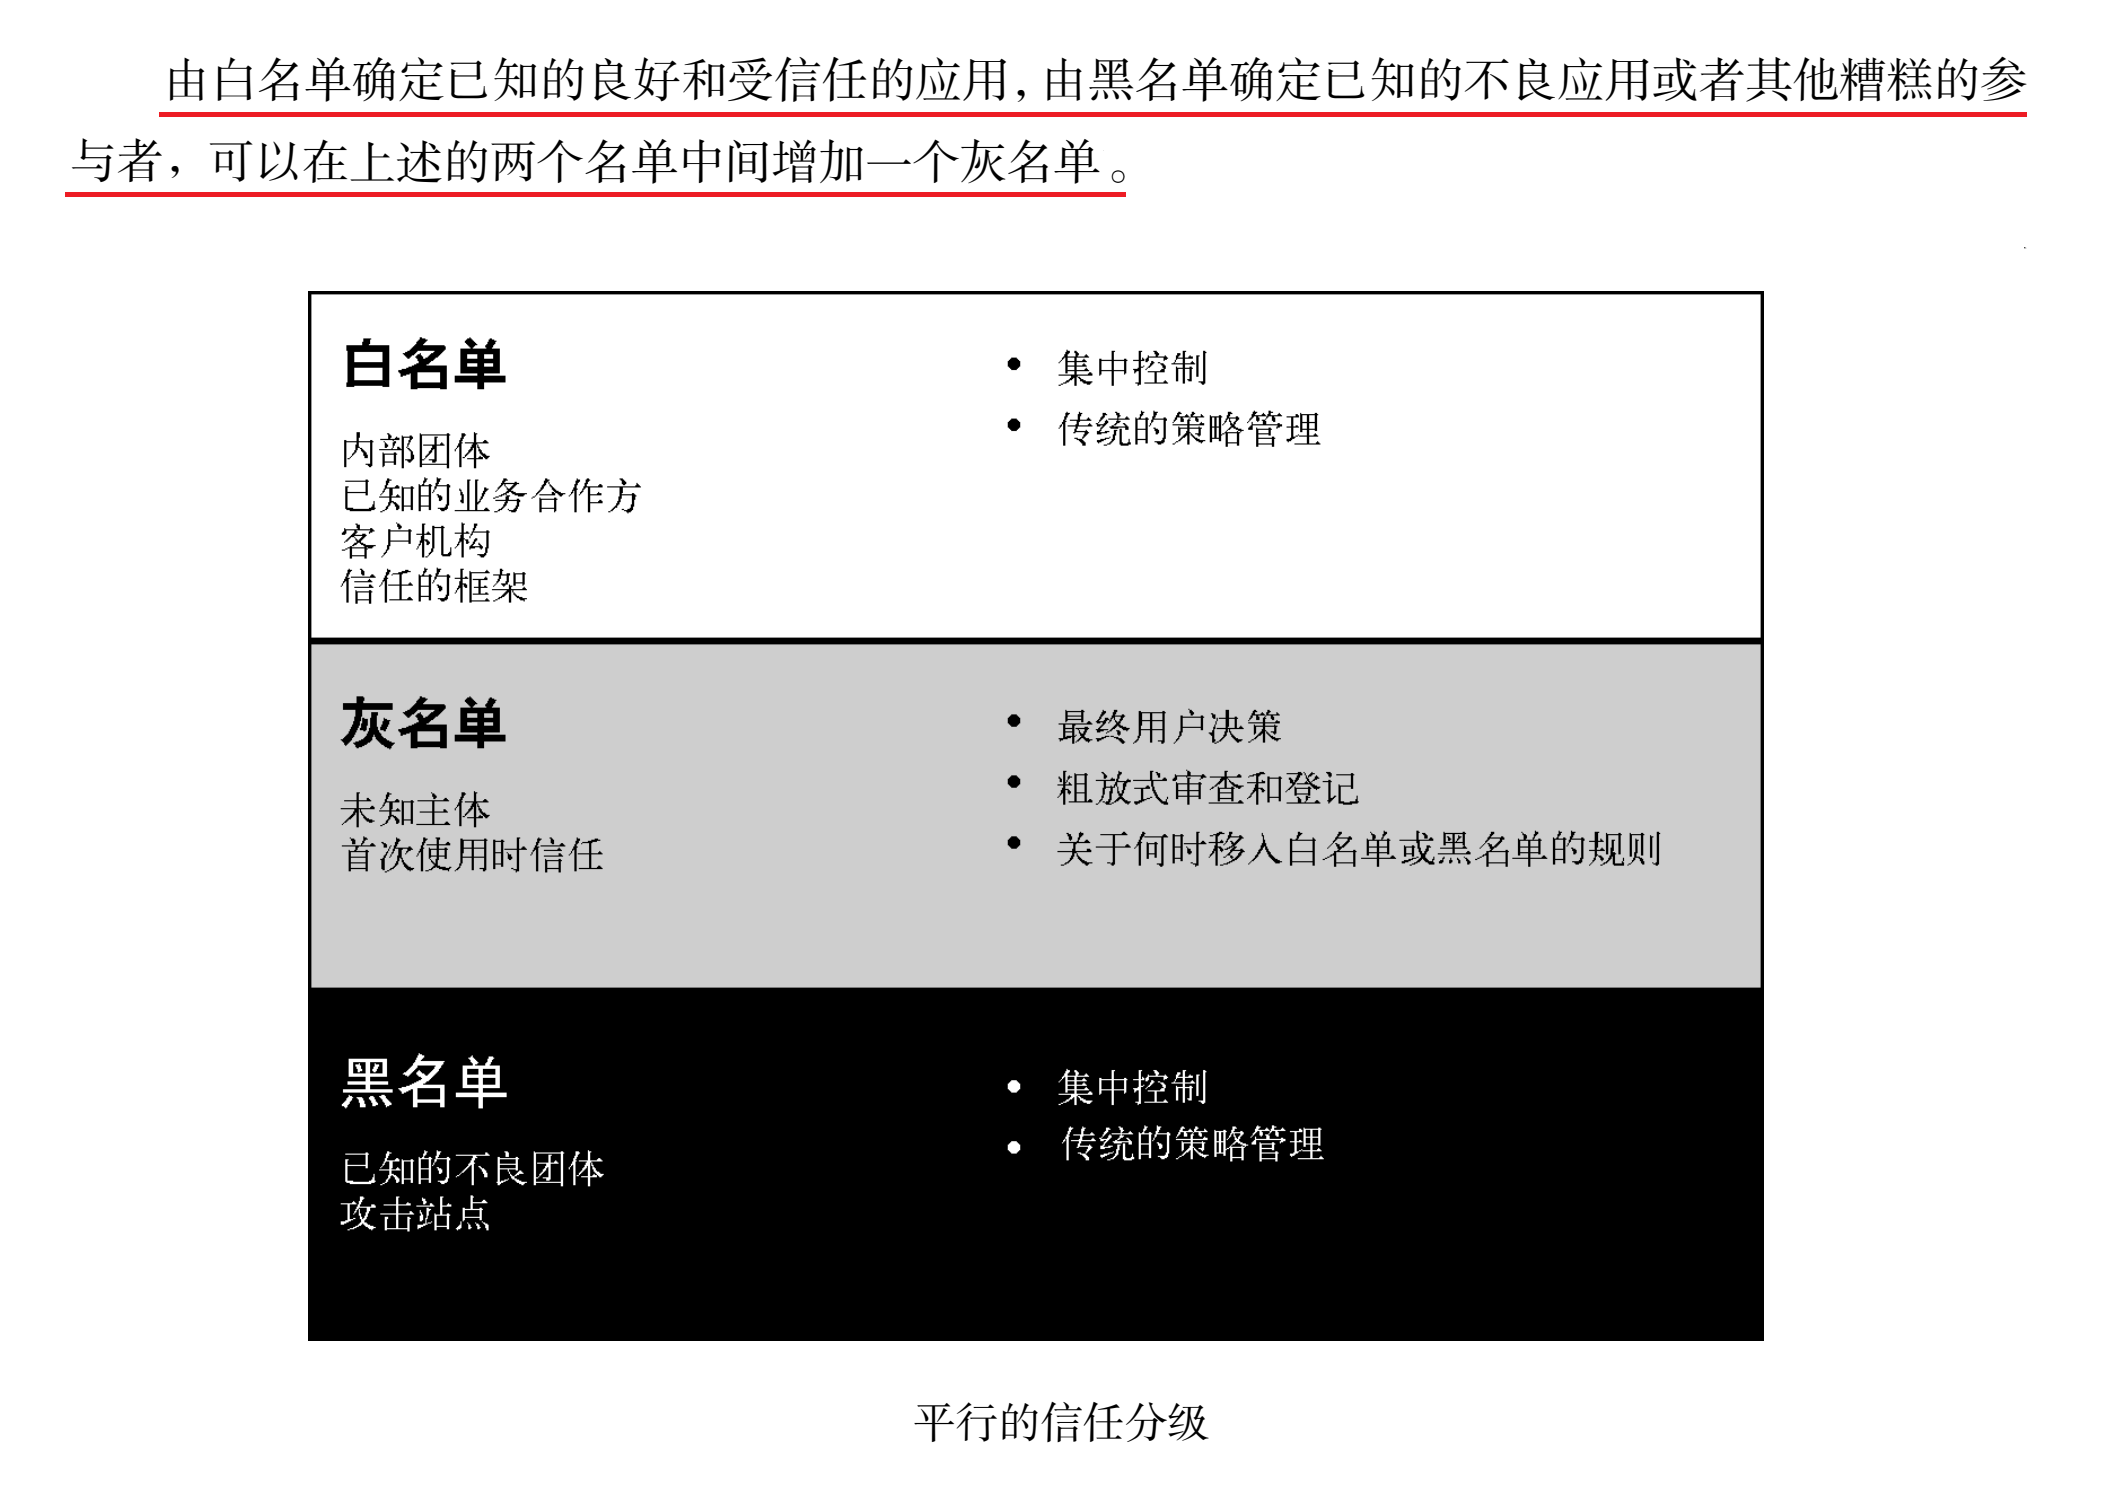 由白名单确定已知的良好和受信任的应用，由黑名单确定已知的不良应用或者其他糟糕的参
与者，可以在上述的两个名单中间增加一个灰名单。
白名单
内部团体
已知的业务合作方
客户机构
信任的框架
• 集中控制
• 传统的策略管理
灰名单
未知主体
首次使用时信任
• 最终用户决策
• 粗放式审查和登记
• 关于何时移入白名单或黑名单的规则
黑名单
已知的不良团体
攻击站点
• 集中控制
• 传统的策略管理
平行的信任分级